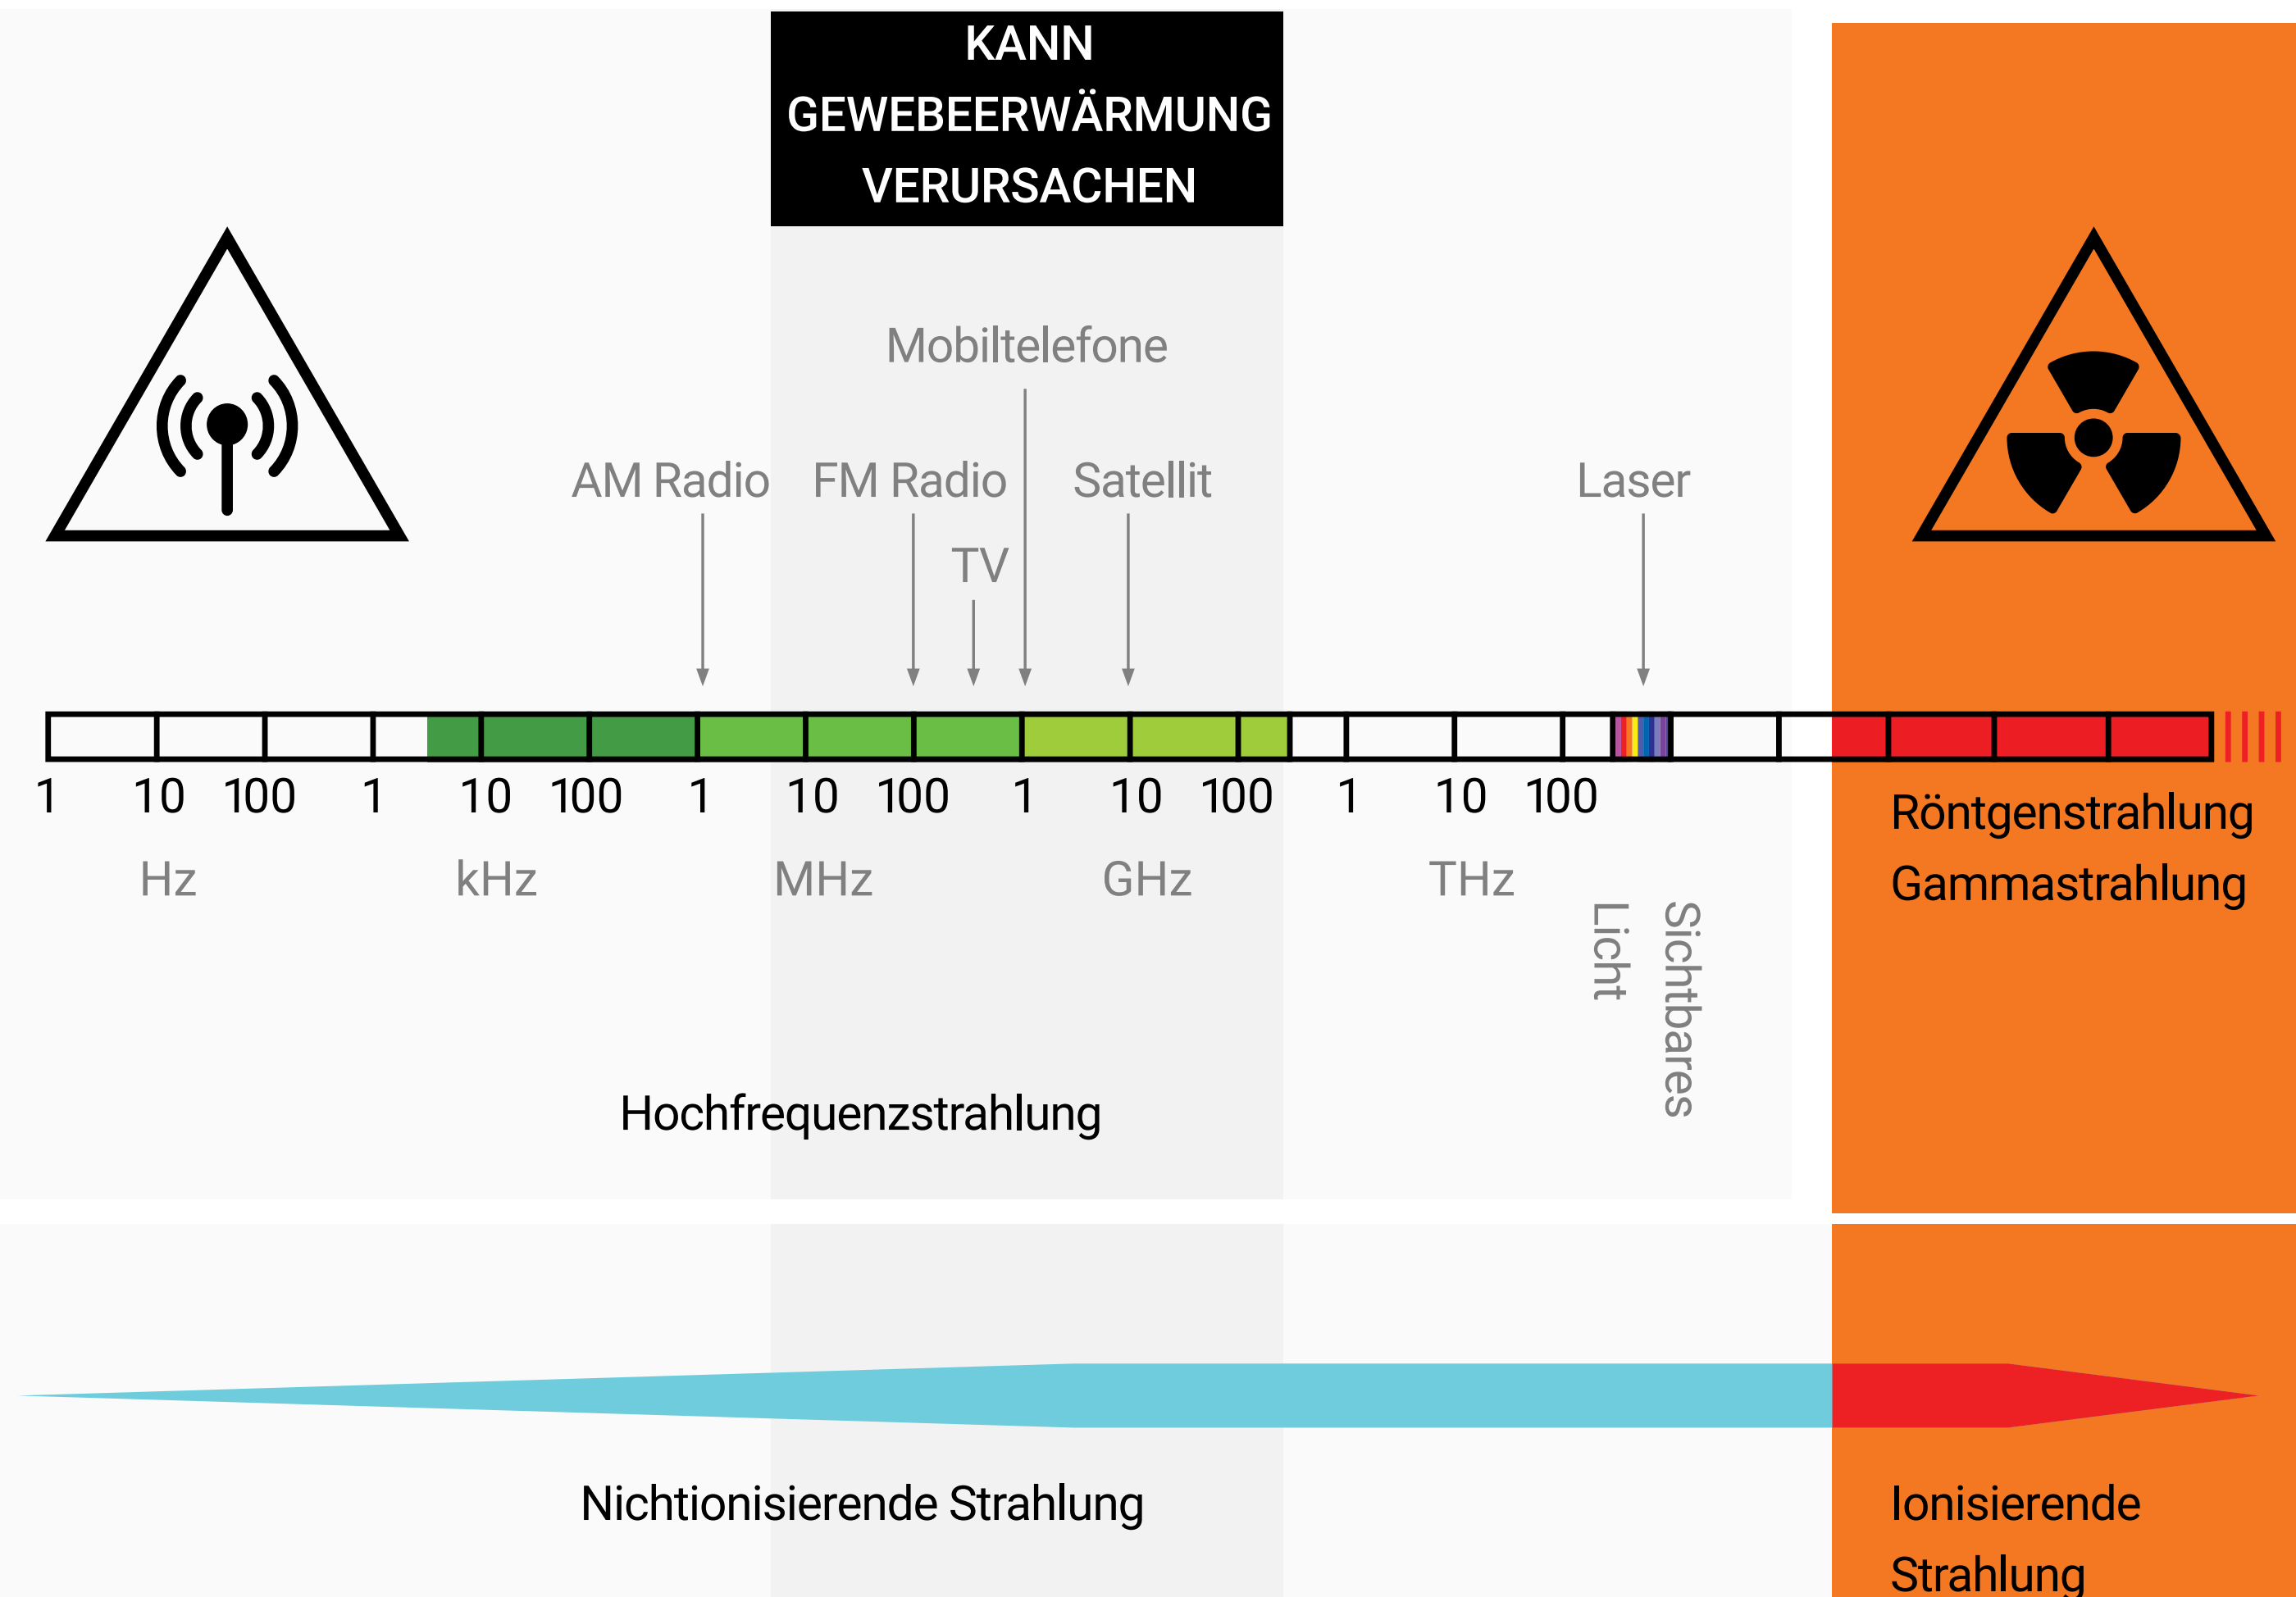 KANN
GEWEBEERWÄRMUNG
VERURSACHEN
Mobiltelefone
AM Radio FM Radio Satellit Laser
TV
1 10 100 1 10 100 1 10 100 1 10 100 1 10 100
Röntgenstrahlung
Gammastrahlung
Hz kHz MHz GHz THz
Sichtbares
Licht
Hochfrequenzstrahlung
Nichtionisierende Strahlung
Ionisierende
Strahlung